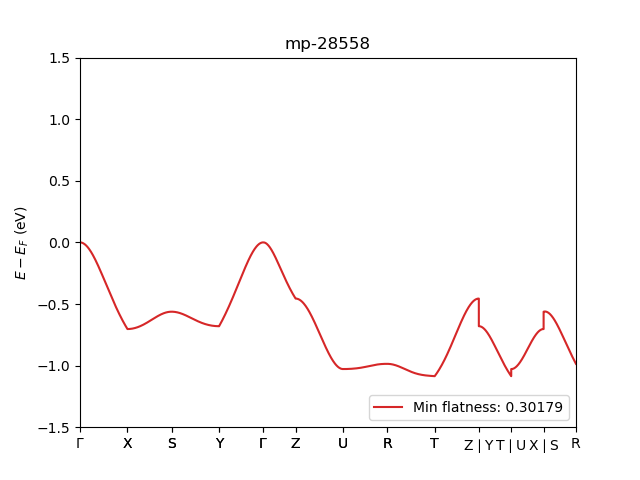 mp-28558
E − E_F (eV)
1.5
1.0
0.5
0.0
−0.5
−1.0
−1.5
Min flatness: 0.30179
Γ X S Y Γ Z U R T Z | Y T | U X | S R